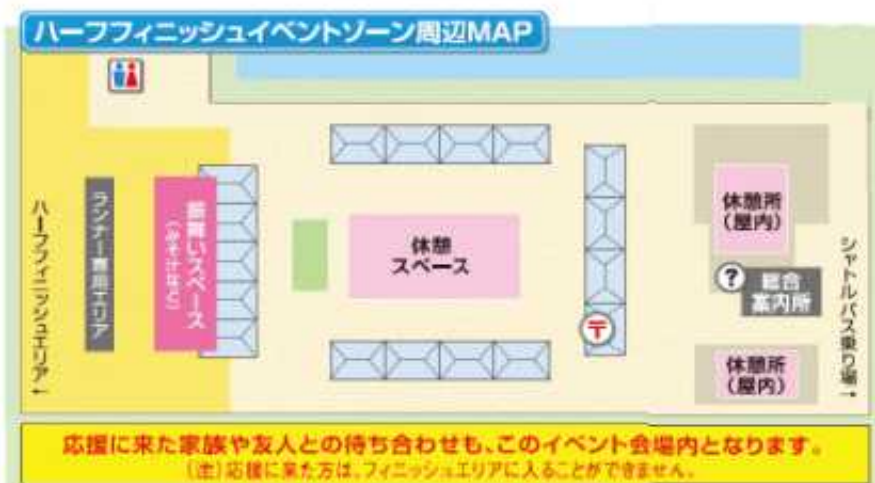 ハーフフィニッシュイベントゾーン周辺MAP
ハーフフィニッシュエリア←
ランナー専用エリア
振舞いスペース
(みそ汁など)
休憩
スペース
〒
休憩所
(屋内)
?
総合
案内所
休憩所
(屋内)
シャトルバス乗り場→
応援に来た家族や友人との待ち合わせも、このイベント会場内となります。
(注)応援に来た方は、フィニッシュエリアに入ることができません。